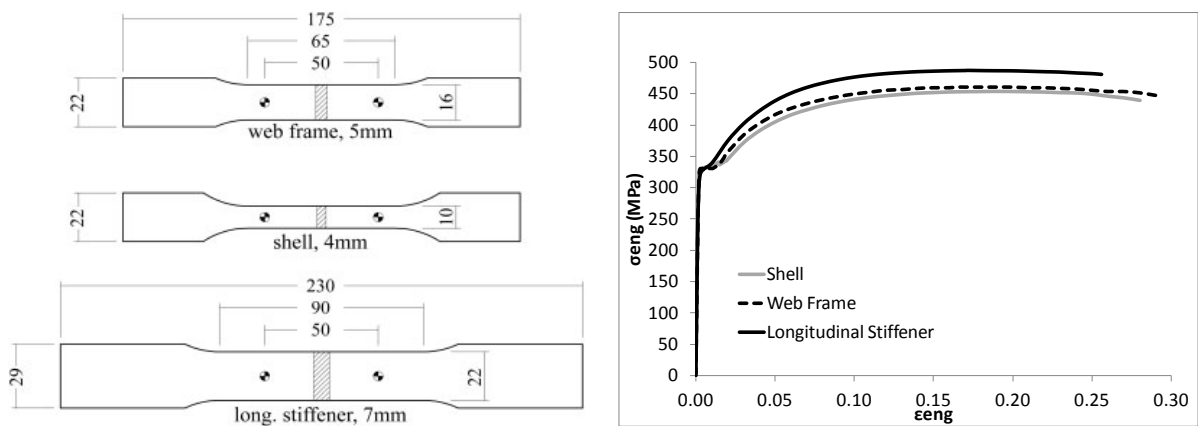 175
65
50
22
16
web frame, 5mm
22
10
shell, 4mm
230
90
50
29
22
long. stiffener, 7mm
500
450
400
350
300
250
200
150
100
50
0
σeng (MPa)
Shell
Web Frame
Longitudinal Stiffener
0.00 0.05 0.10 0.15 0.20 0.25 0.30
εeng